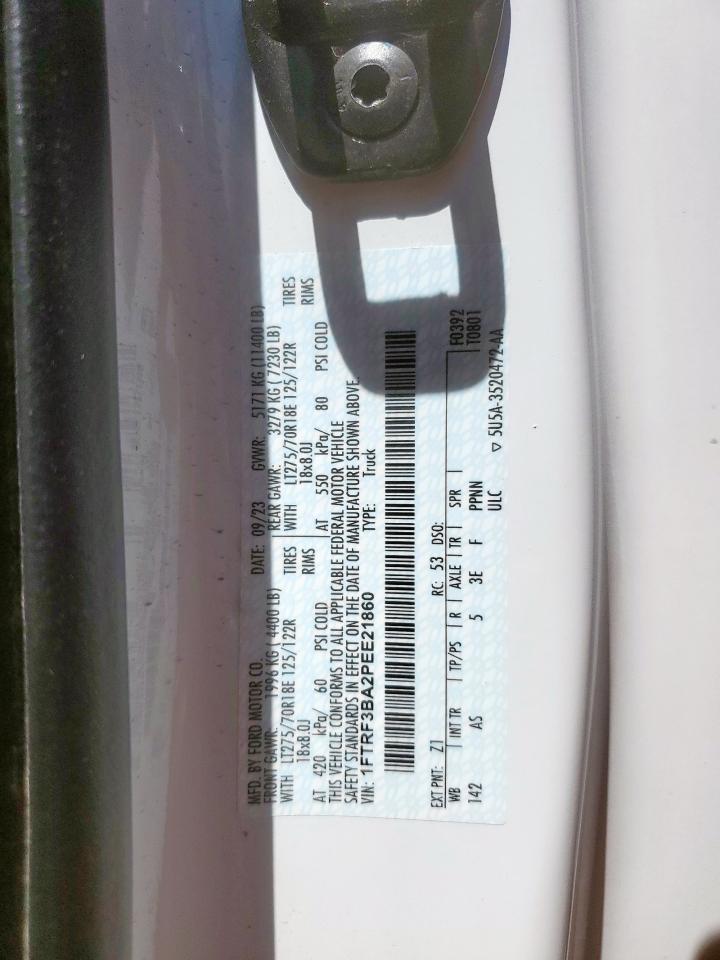 MFD. BY FORD MOTOR CO. DATE: 09/23 GVWR: 5171 KG (11400 LB)
FRONT GAWR: 1996 KG ( 4400 LB) REAR GAWR: 3279 KG ( 7230 LB)
WITH LT275/70R18E 125/122R TIRES WITH LT275/70R18E 125/122R TIRES
18x8.0J RIMS 18x8.0J RIMS
AT 420 kPa/ 60 PSI COLD AT 550 kPa/ 80 PSI COLD
THIS VEHICLE CONFORMS TO ALL APPLICABLE FEDERAL MOTOR VEHICLE
SAFETY STANDARDS IN EFFECT ON THE DATE OF MANUFACTURE SHOWN ABOVE.
VIN: 1FTRF3BA2PEE21860 TYPE: Truck
EXT PNT: Z1 RC: 53 DSO: F0392
WB INT TR TP/PS R AXLE TR SPR T0801
142 AS 5 3E F PPNN
ULC ▽ 5U5A-3520472-AA